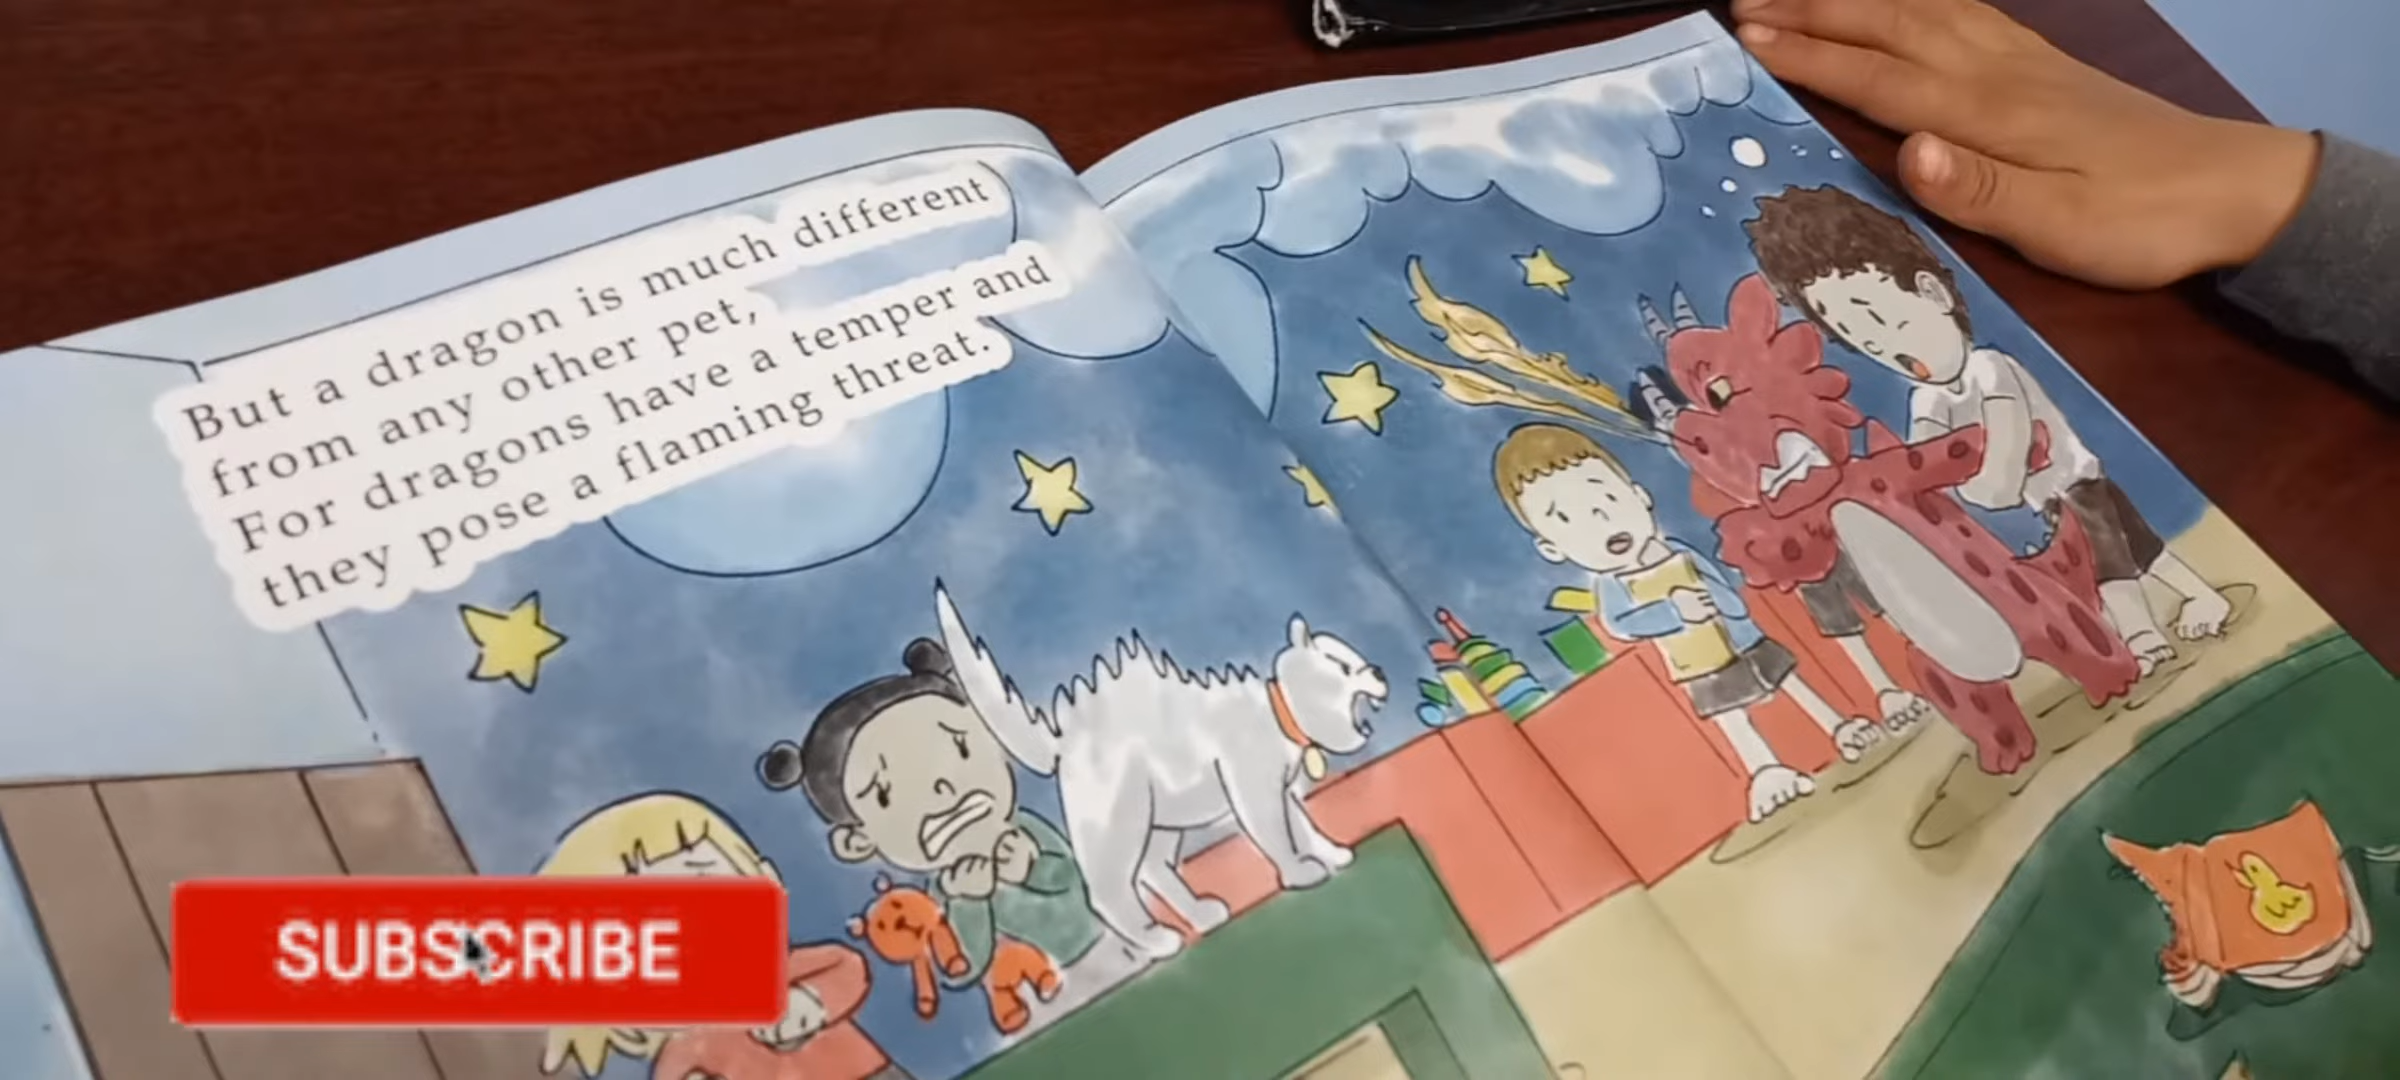 But a dragon is much different
from any other pet,
For dragons have a temper and
they pose a flaming threat.
SUBSCRIBE